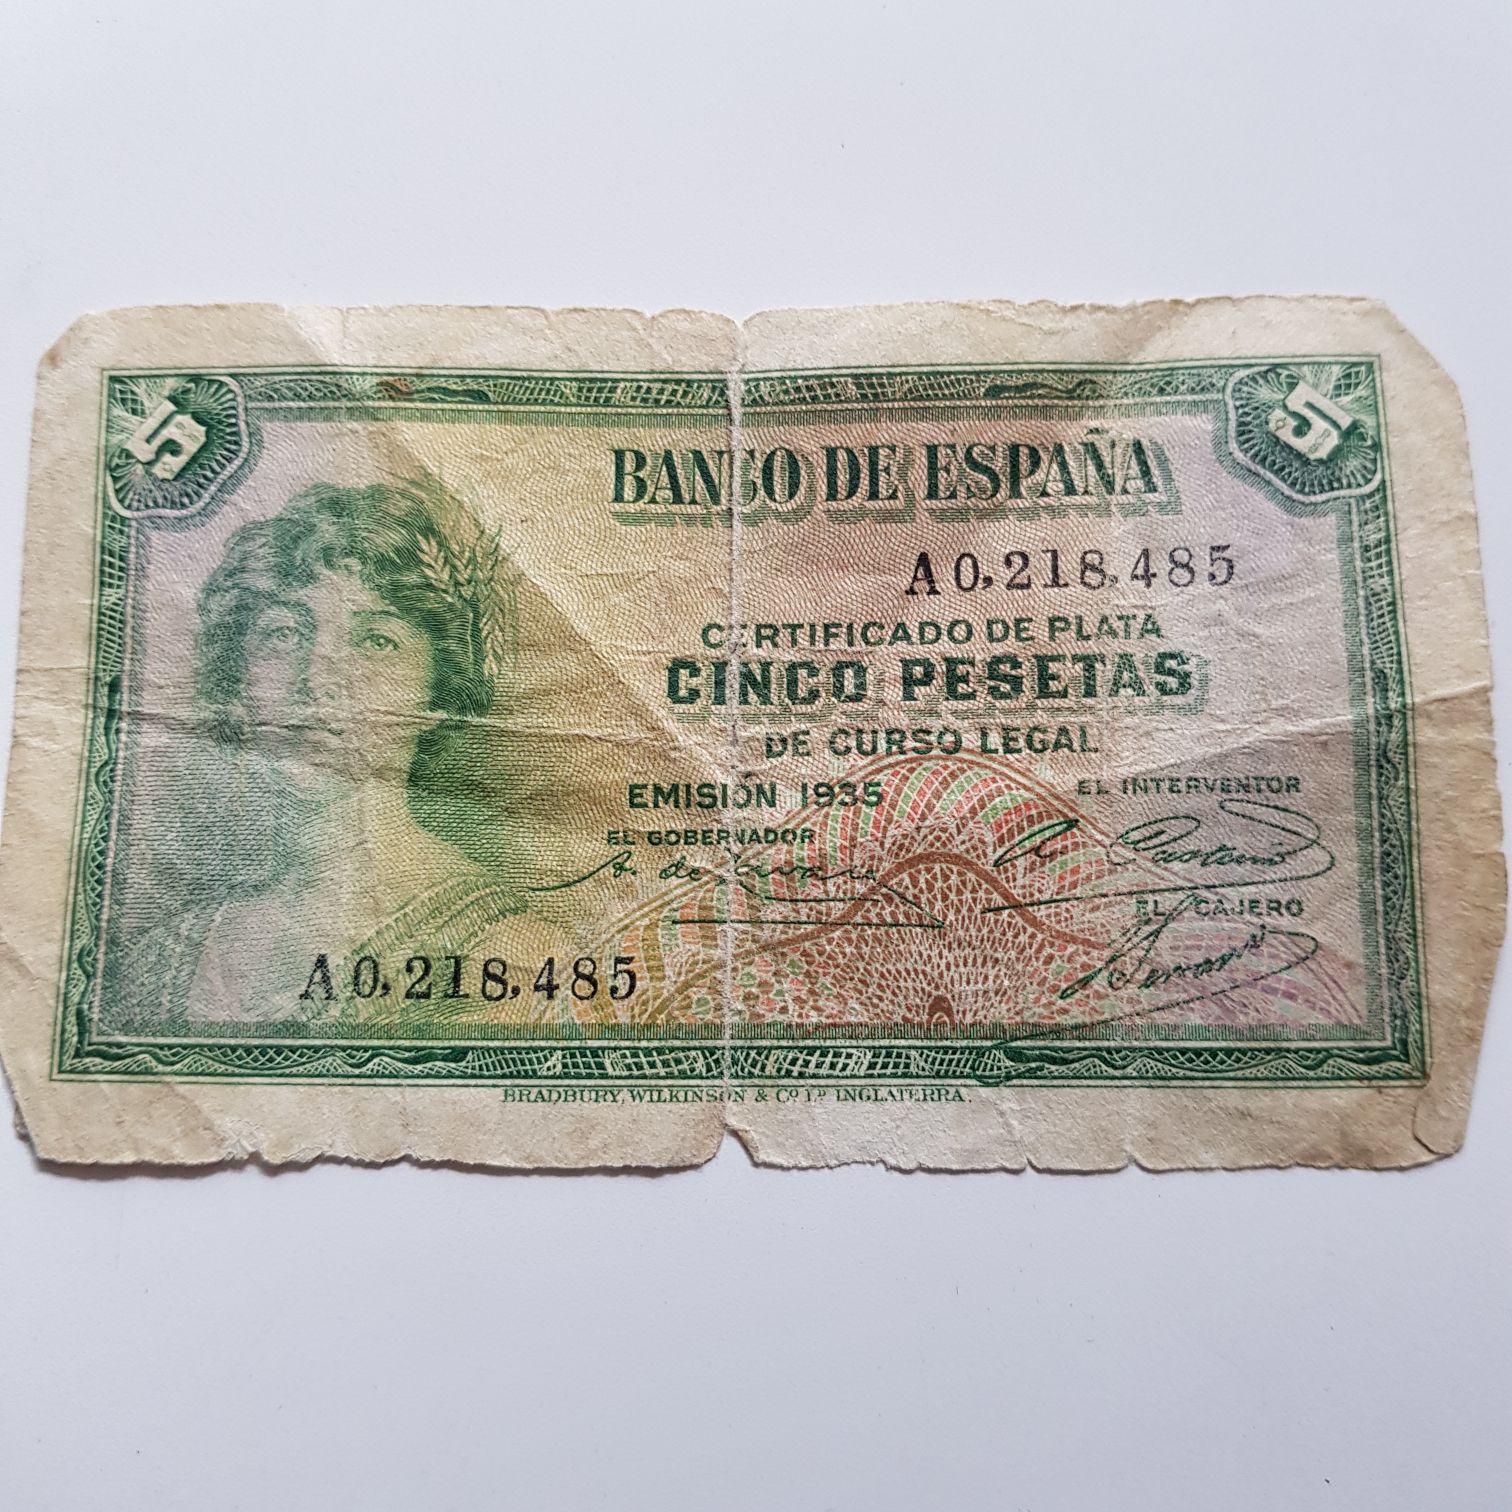 5
5
BANCO DE ESPAÑA
A0,218,485
CERTIFICADO DE PLATA
CINCO PESETAS
DE CURSO LEGAL
EMISIÓN 1935
EL INTERVENTOR
EL GOBERNADOR
EL CAJERO
A0,218,485
BRADBURY, WILKINSON & Cº Lᴰ INGLATERRA.